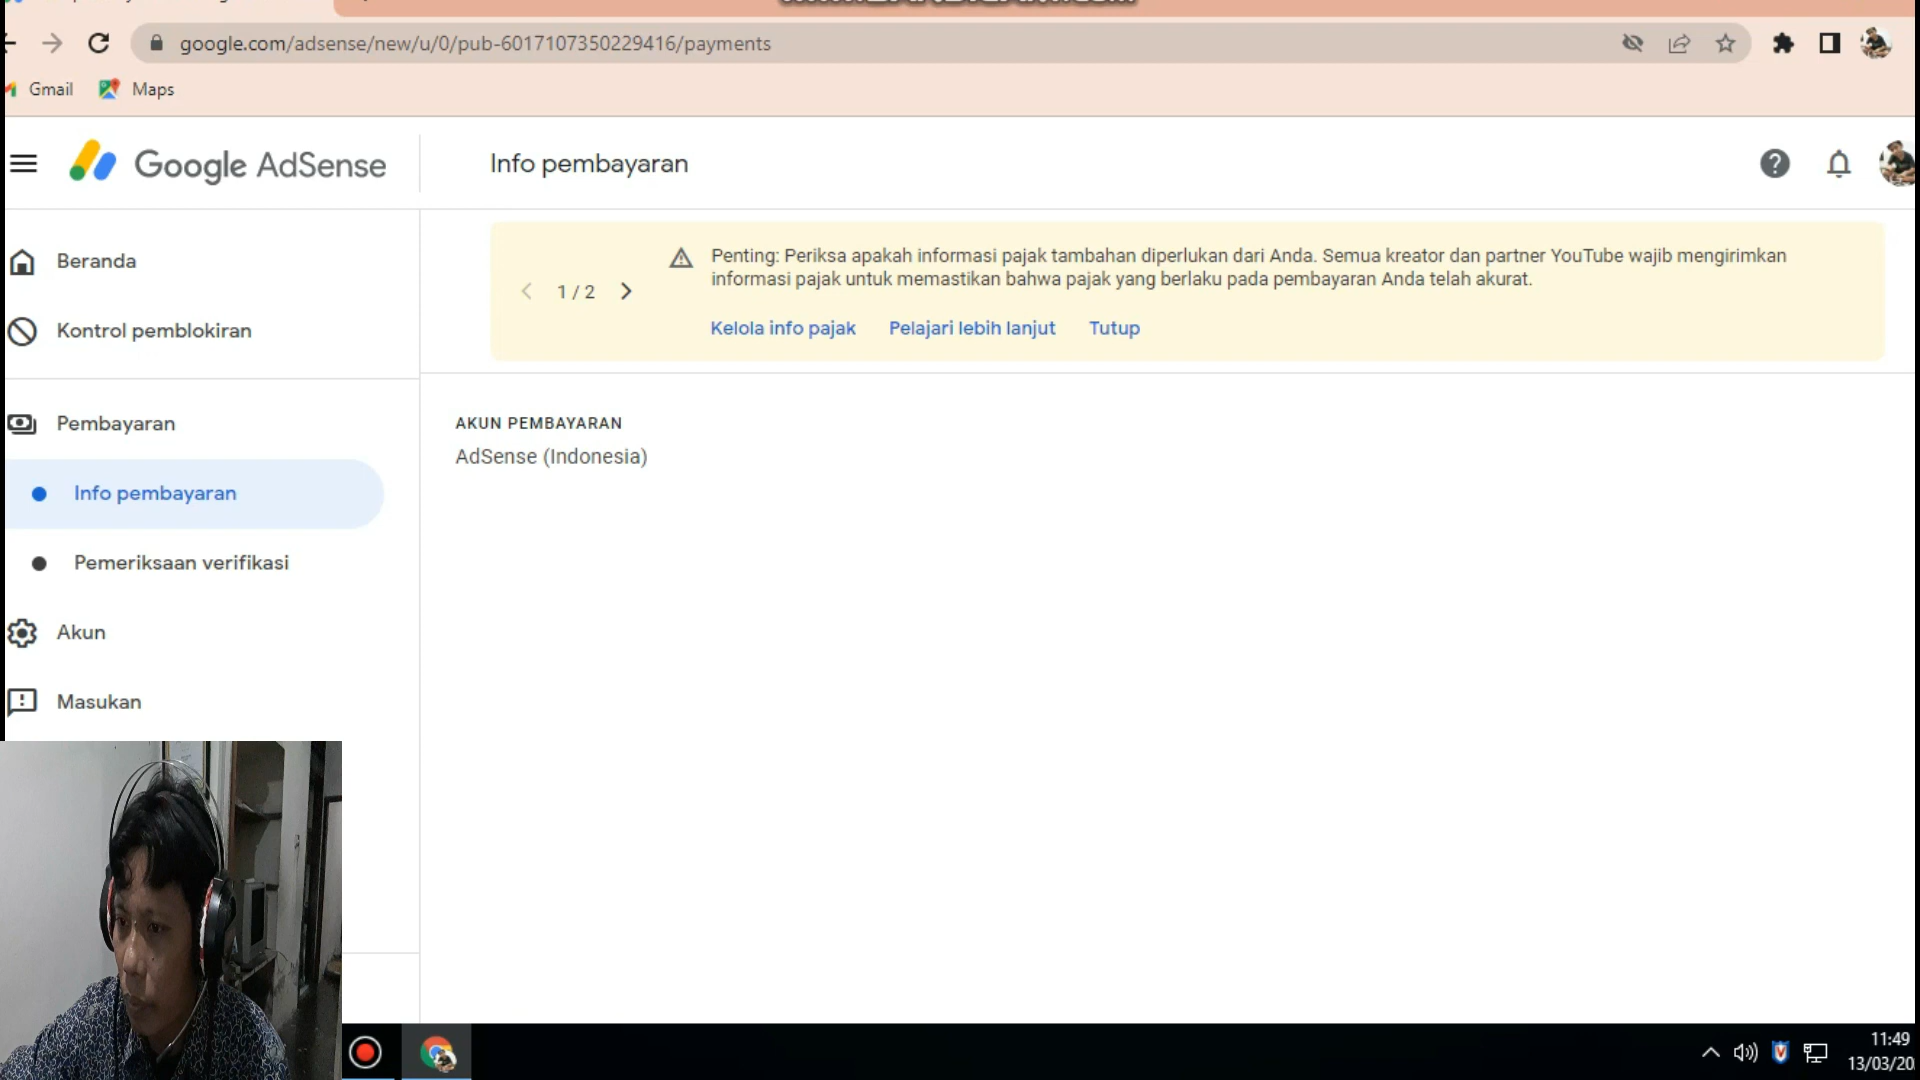 google.com/adsense/new/u/0/pub-6017107350229416/payments
Gmail
Maps
Google AdSense
Info pembayaran
Beranda
Kontrol pemblokiran
Pembayaran
Info pembayaran
Pemeriksaan verifikasi
Akun
Masukan
1 / 2
Penting: Periksa apakah informasi pajak tambahan diperlukan dari Anda. Semua kreator dan partner YouTube wajib mengirimkan
informasi pajak untuk memastikan bahwa pajak yang berlaku pada pembayaran Anda telah akurat.
Kelola info pajak Pelajari lebih lanjut Tutup
AKUN PEMBAYARAN
AdSense (Indonesia)
11:49
13/03/20